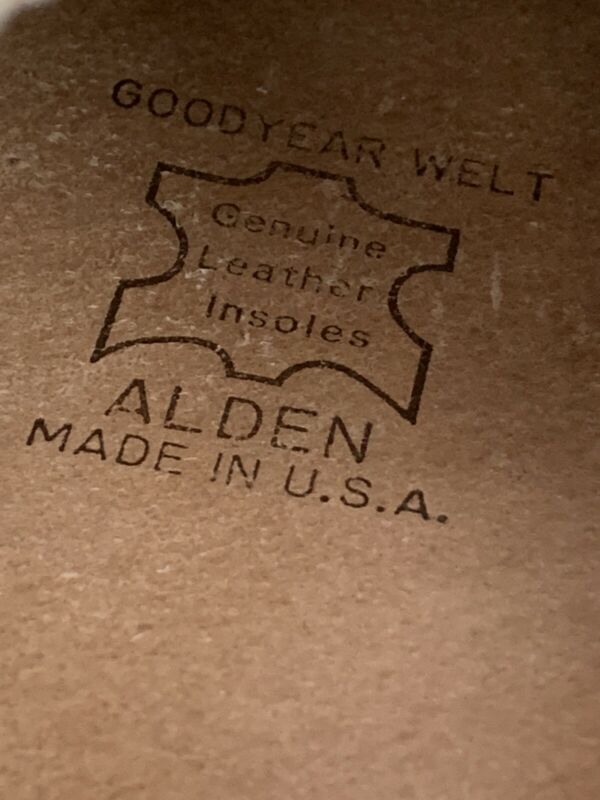 GOODYEAR WELT
Genuine
Leather
Insoles
ALDEN
MADE IN U.S.A.